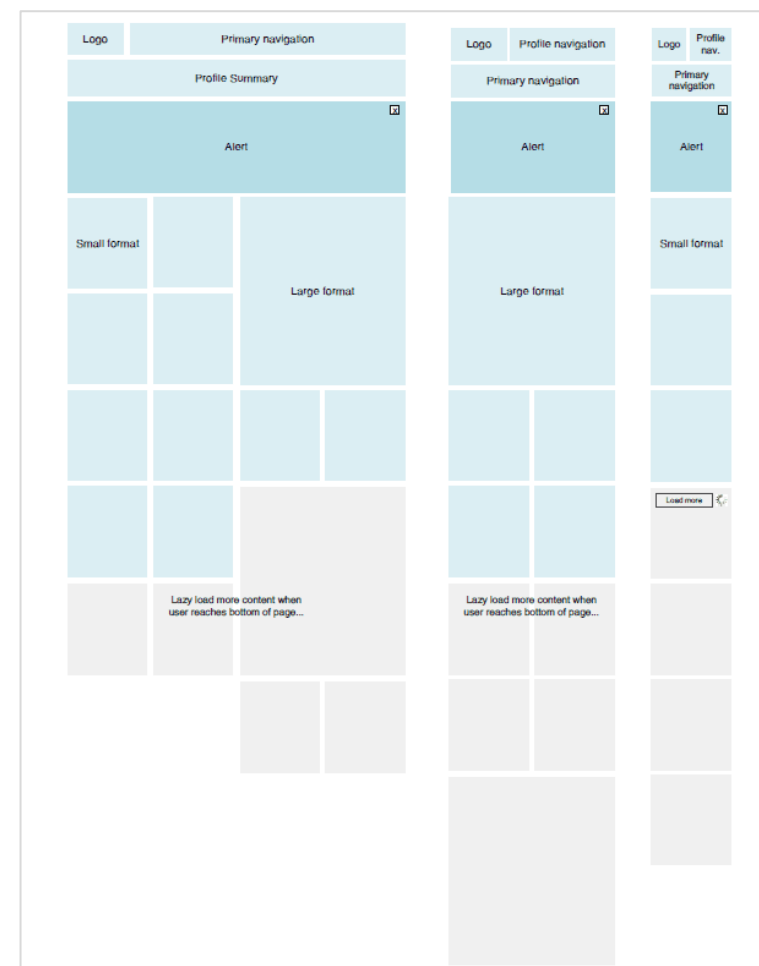 Logo
Primary navigation
Profile Summary
x
Alert
Small format
Large format
Lazy load more content when
user reaches bottom of page...
Logo
Profile navigation
Primary navigation
x
Alert
Large format
Lazy load more content when
user reaches bottom of page...
Logo
Profile
nav.
Primary
navigation
x
Alert
Small format
Load more